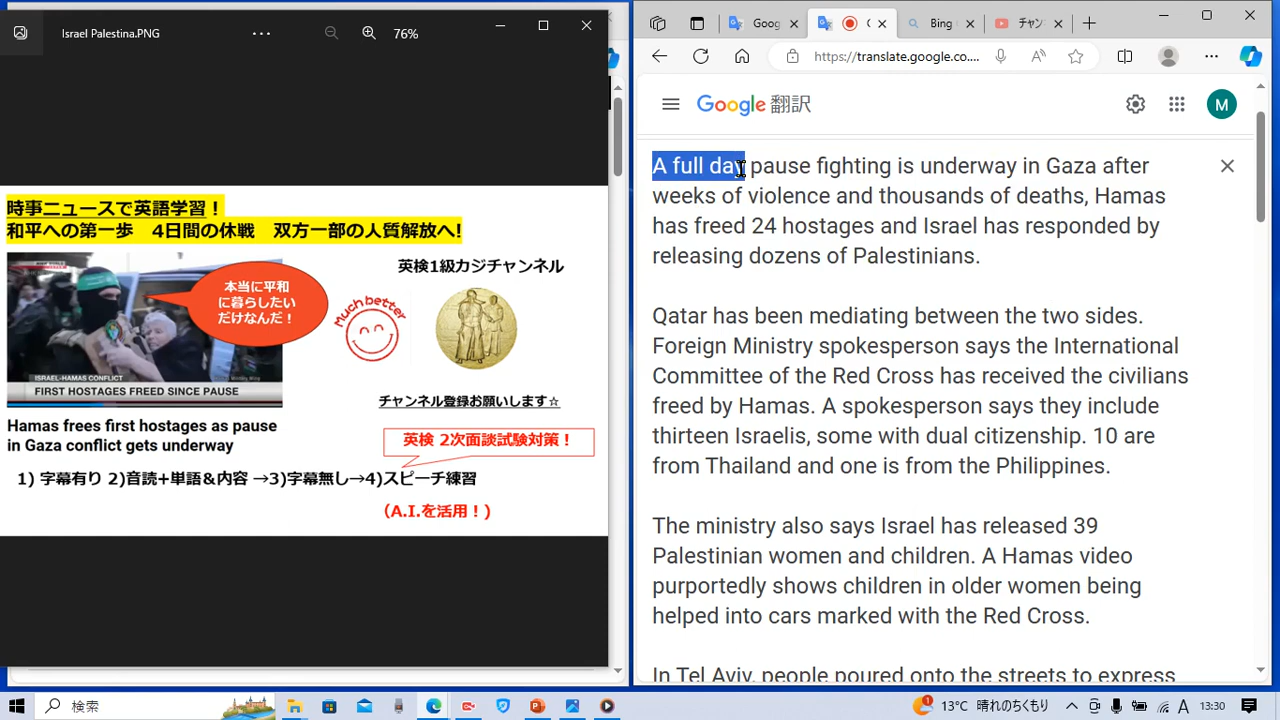 Israel Palestina.PNG
76%
時事ニュースで英語学習！
和平への第一歩　4日間の休戦　双方一部の人質解放へ!
本当に平和
に暮らしたい
だけなんだ！
ISRAEL-HAMAS CONFLICT
FIRST HOSTAGES FREED SINCE PAUSE
Hamas frees first hostages as pause
in Gaza conflict gets underway
英検1級カジチャンネル
Much better
チャンネル登録お願いします☆
英検 2次面談試験対策！
1) 字幕有り 2)音読+単語＆内容 →3)字幕無し→4)スピーチ練習
（A.I.を活用！)
Goog
Bing
チャン
https://translate.google.co....
Google 翻訳
M
A full day pause fighting is underway in Gaza after
weeks of violence and thousands of deaths, Hamas
has freed 24 hostages and Israel has responded by
releasing dozens of Palestinians.
Qatar has been mediating between the two sides.
Foreign Ministry spokesperson says the International
Committee of the Red Cross has received the civilians
freed by Hamas. A spokesperson says they include
thirteen Israelis, some with dual citizenship. 10 are
from Thailand and one is from the Philippines.
The ministry also says Israel has released 39
Palestinian women and children. A Hamas video
purportedly shows children in older women being
helped into cars marked with the Red Cross.
In Tel Aviv, people poured onto the streets to express
検索
1
13°C 晴れのちくもり
A
13:30